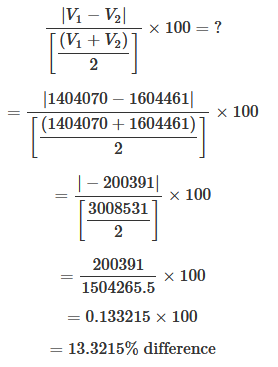 |V₁ − V₂| / [(V₁ + V₂) / 2] × 100 = ?
= |1404070 − 1604461| / [(1404070 + 1604461) / 2] × 100
= | − 200391| / [3008531 / 2] × 100
= 200391 / 1504265.5 × 100
= 0.133215 × 100
= 13.3215% difference